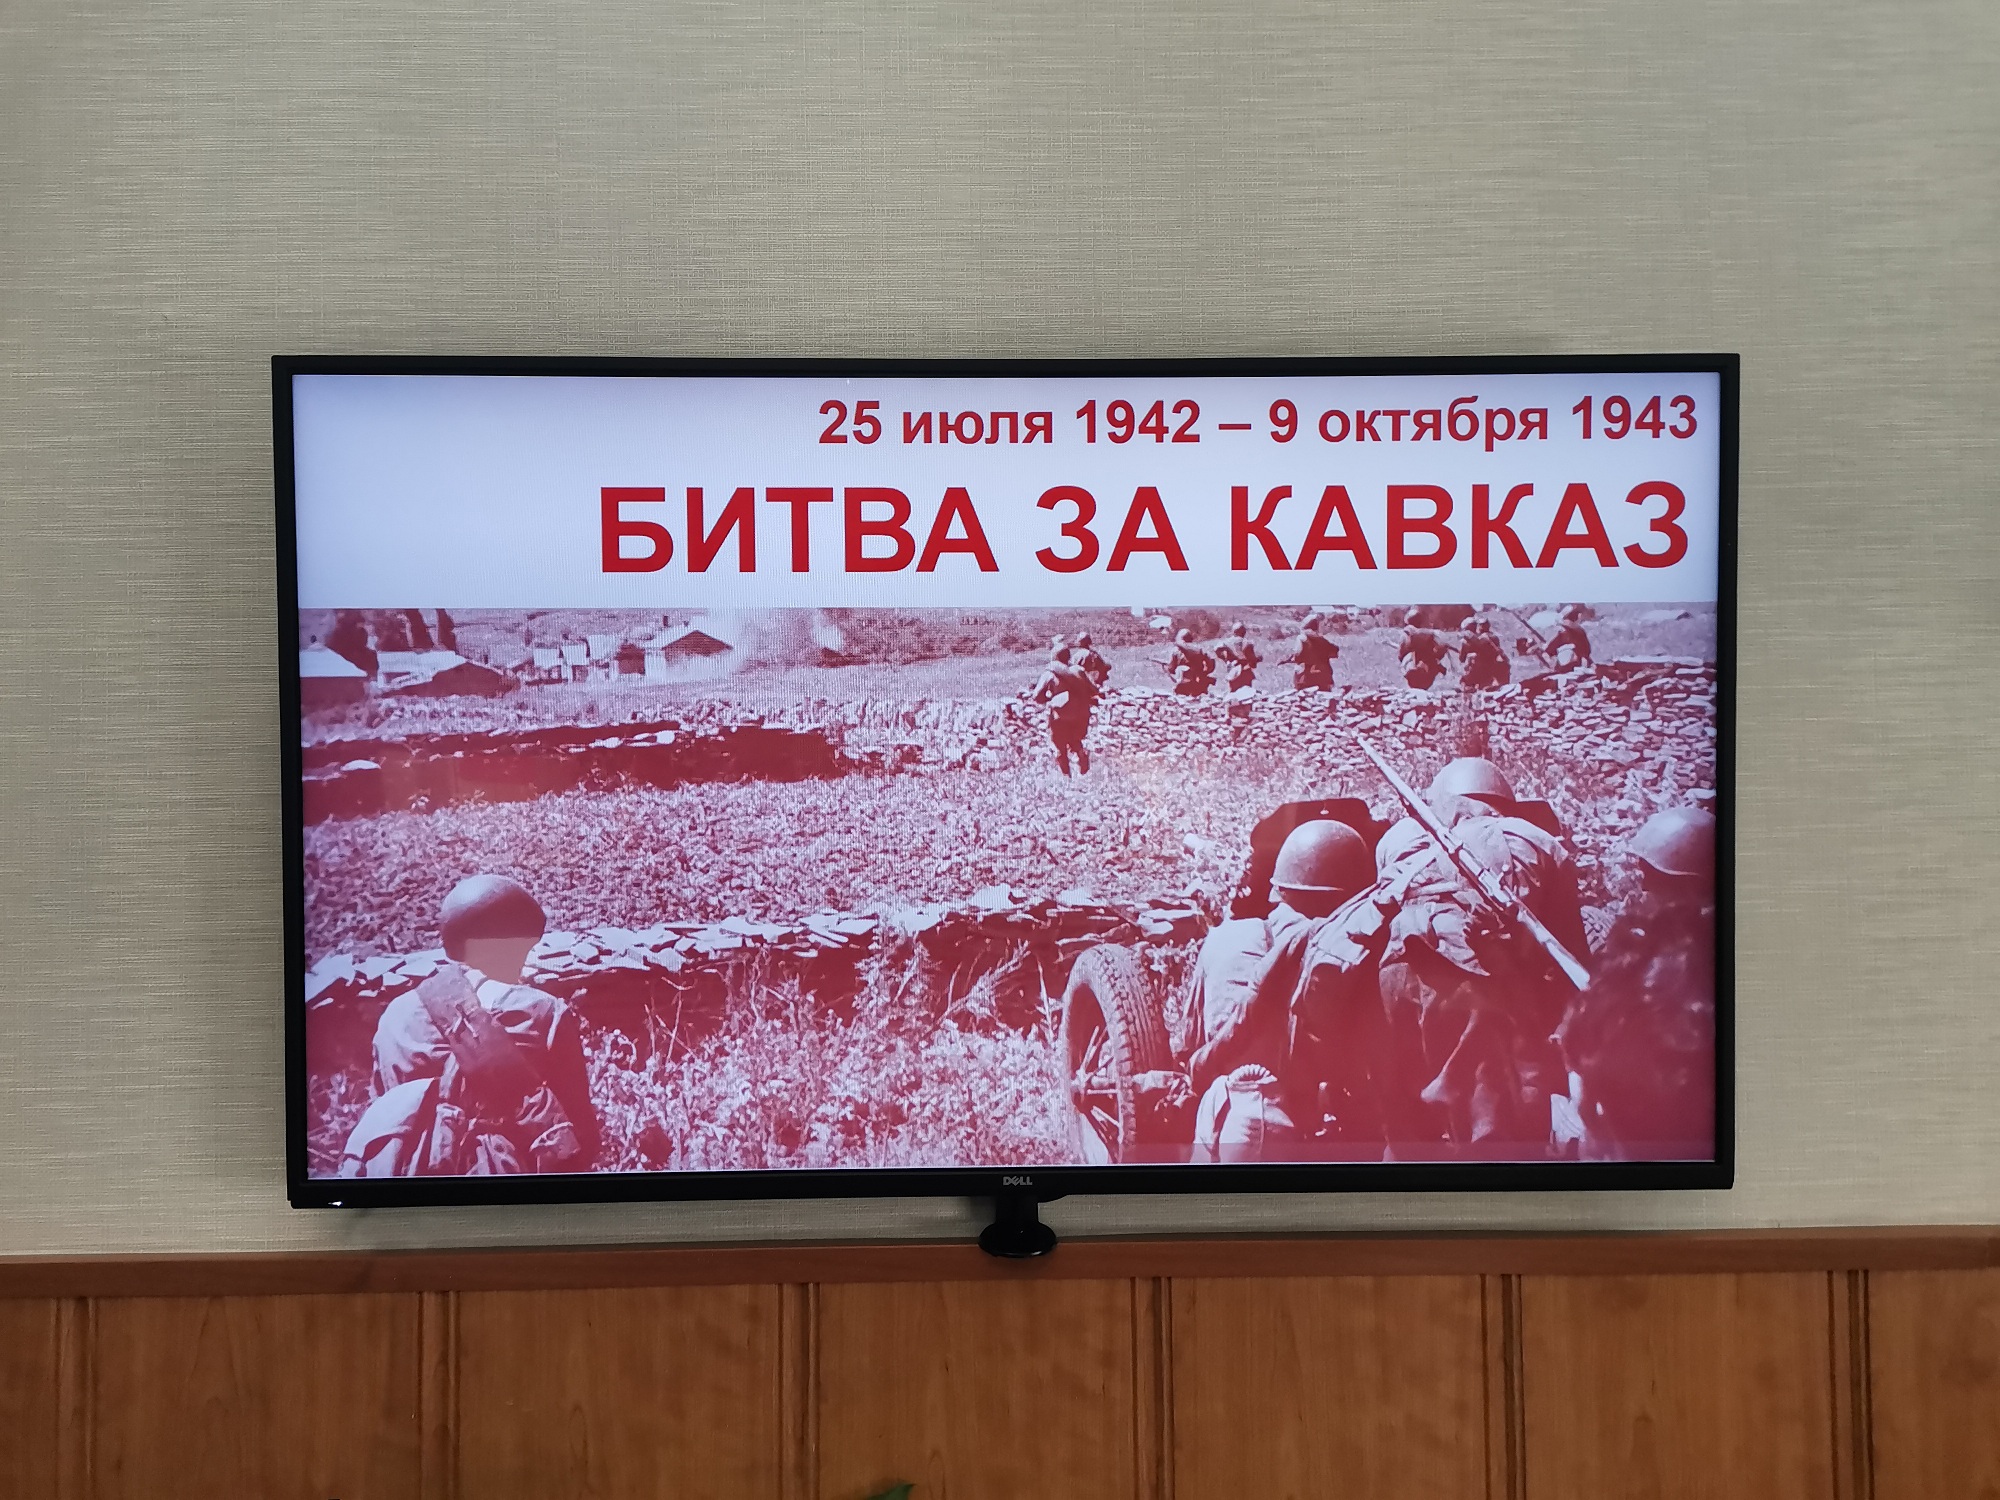 25 июля 1942 – 9 октября 1943
БИТВА ЗА КАВКАЗ
DELL